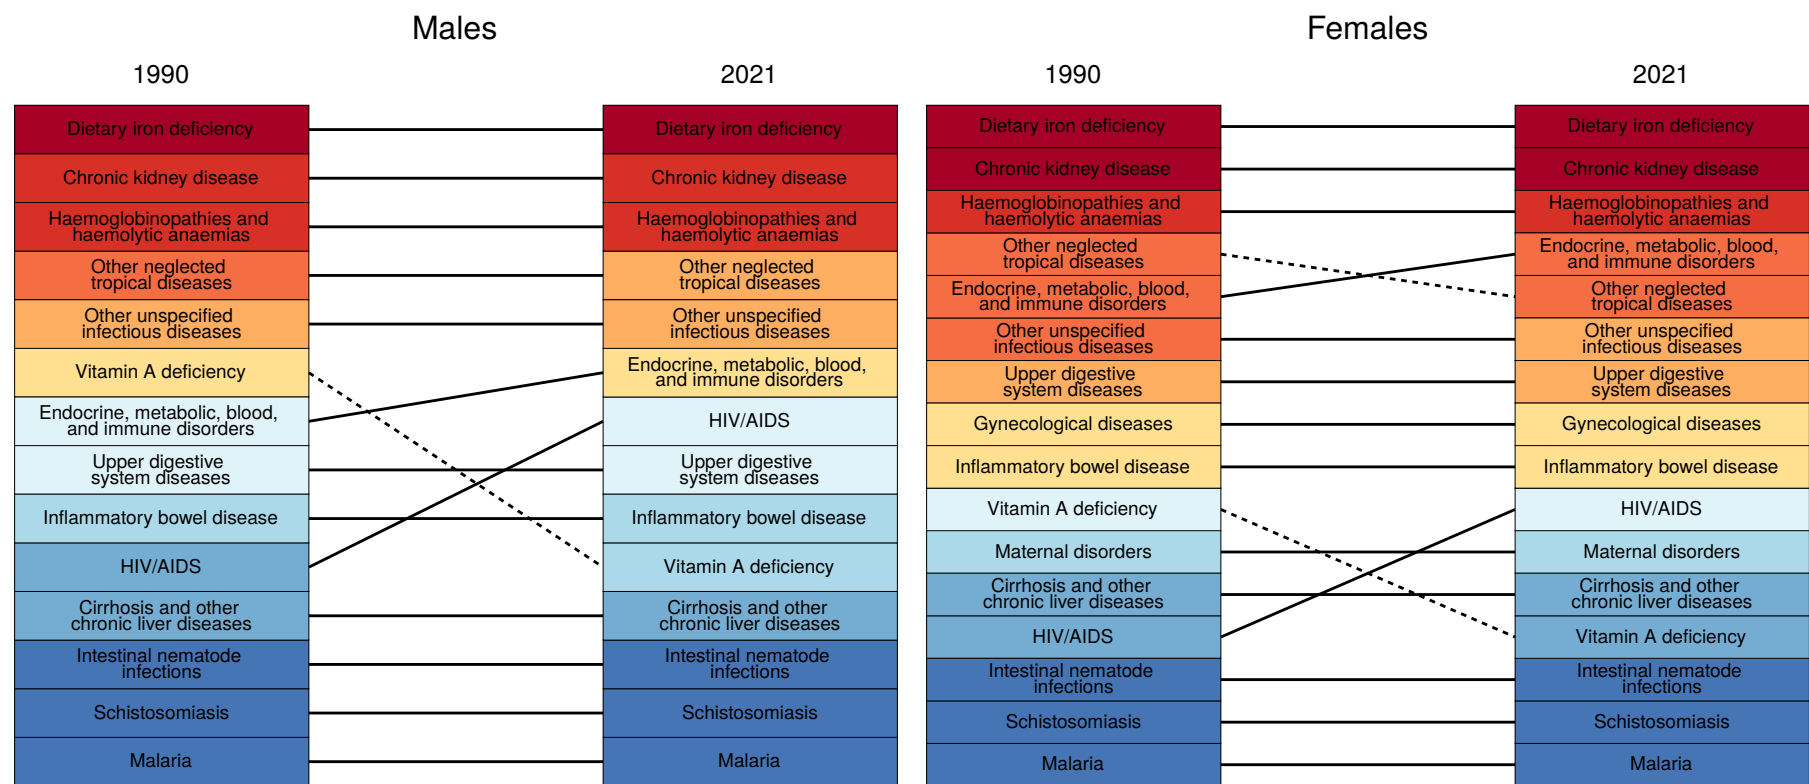 Males
1990
2021
Dietary iron deficiency
Chronic kidney disease
Haemoglobinopathies and
haemolytic anaemias
Other neglected
tropical diseases
Other unspecified
infectious diseases
Vitamin A deficiency
Endocrine, metabolic, blood,
and immune disorders
Upper digestive
system diseases
Inflammatory bowel disease
HIV/AIDS
Cirrhosis and other
chronic liver diseases
Intestinal nematode
infections
Schistosomiasis
Malaria
Dietary iron deficiency
Chronic kidney disease
Haemoglobinopathies and
haemolytic anaemias
Other neglected
tropical diseases
Other unspecified
infectious diseases
Endocrine, metabolic, blood,
and immune disorders
HIV/AIDS
Upper digestive
system diseases
Inflammatory bowel disease
Vitamin A deficiency
Cirrhosis and other
chronic liver diseases
Intestinal nematode
infections
Schistosomiasis
Malaria
Females
1990
2021
Dietary iron deficiency
Chronic kidney disease
Haemoglobinopathies and
haemolytic anaemias
Other neglected
tropical diseases
Endocrine, metabolic, blood,
and immune disorders
Other unspecified
infectious diseases
Upper digestive
system diseases
Gynecological diseases
Inflammatory bowel disease
Vitamin A deficiency
Maternal disorders
Cirrhosis and other
chronic liver diseases
HIV/AIDS
Intestinal nematode
infections
Schistosomiasis
Malaria
Dietary iron deficiency
Chronic kidney disease
Haemoglobinopathies and
haemolytic anaemias
Endocrine, metabolic, blood,
and immune disorders
Other neglected
tropical diseases
Other unspecified
infectious diseases
Upper digestive
system diseases
Gynecological diseases
Inflammatory bowel disease
HIV/AIDS
Maternal disorders
Cirrhosis and other
chronic liver diseases
Vitamin A deficiency
Intestinal nematode
infections
Schistosomiasis
Malaria